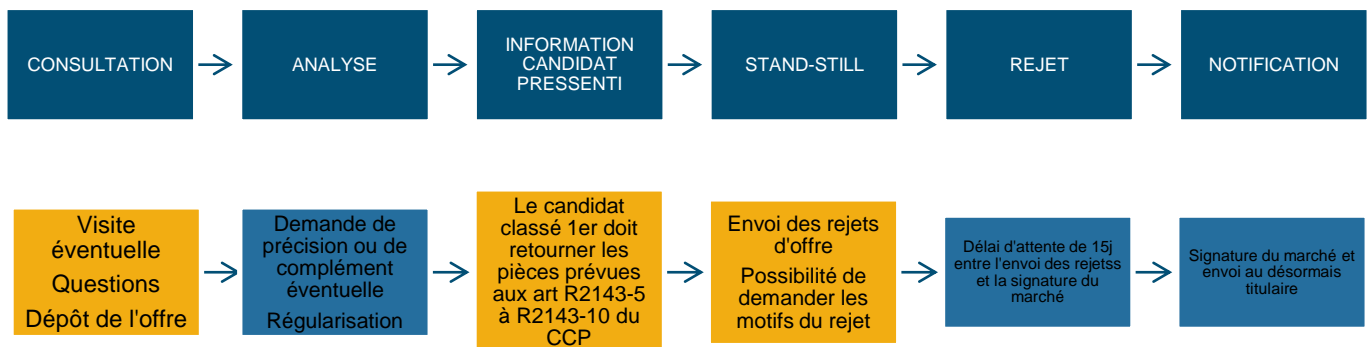 CONSULTATION
ANALYSE
INFORMATION
CANDIDAT
PRESSENTI
STAND-STILL
REJET
NOTIFICATION
Visite
éventuelle
Questions
Dépôt de l'offre
Demande de
précision ou de
complément
éventuelle
Régularisation
Le candidat
classé 1er doit
retourner les
pièces prévues
aux art R2143-5
à R2143-10 du
CCP
Envoi des rejets
d'offre
Possibilité de
demander les
motifs du rejet
Délai d'attente de 15j
entre l'envoi des rejetss
et la signature du
marché
Signature du marché et
envoi au désormais
titulaire